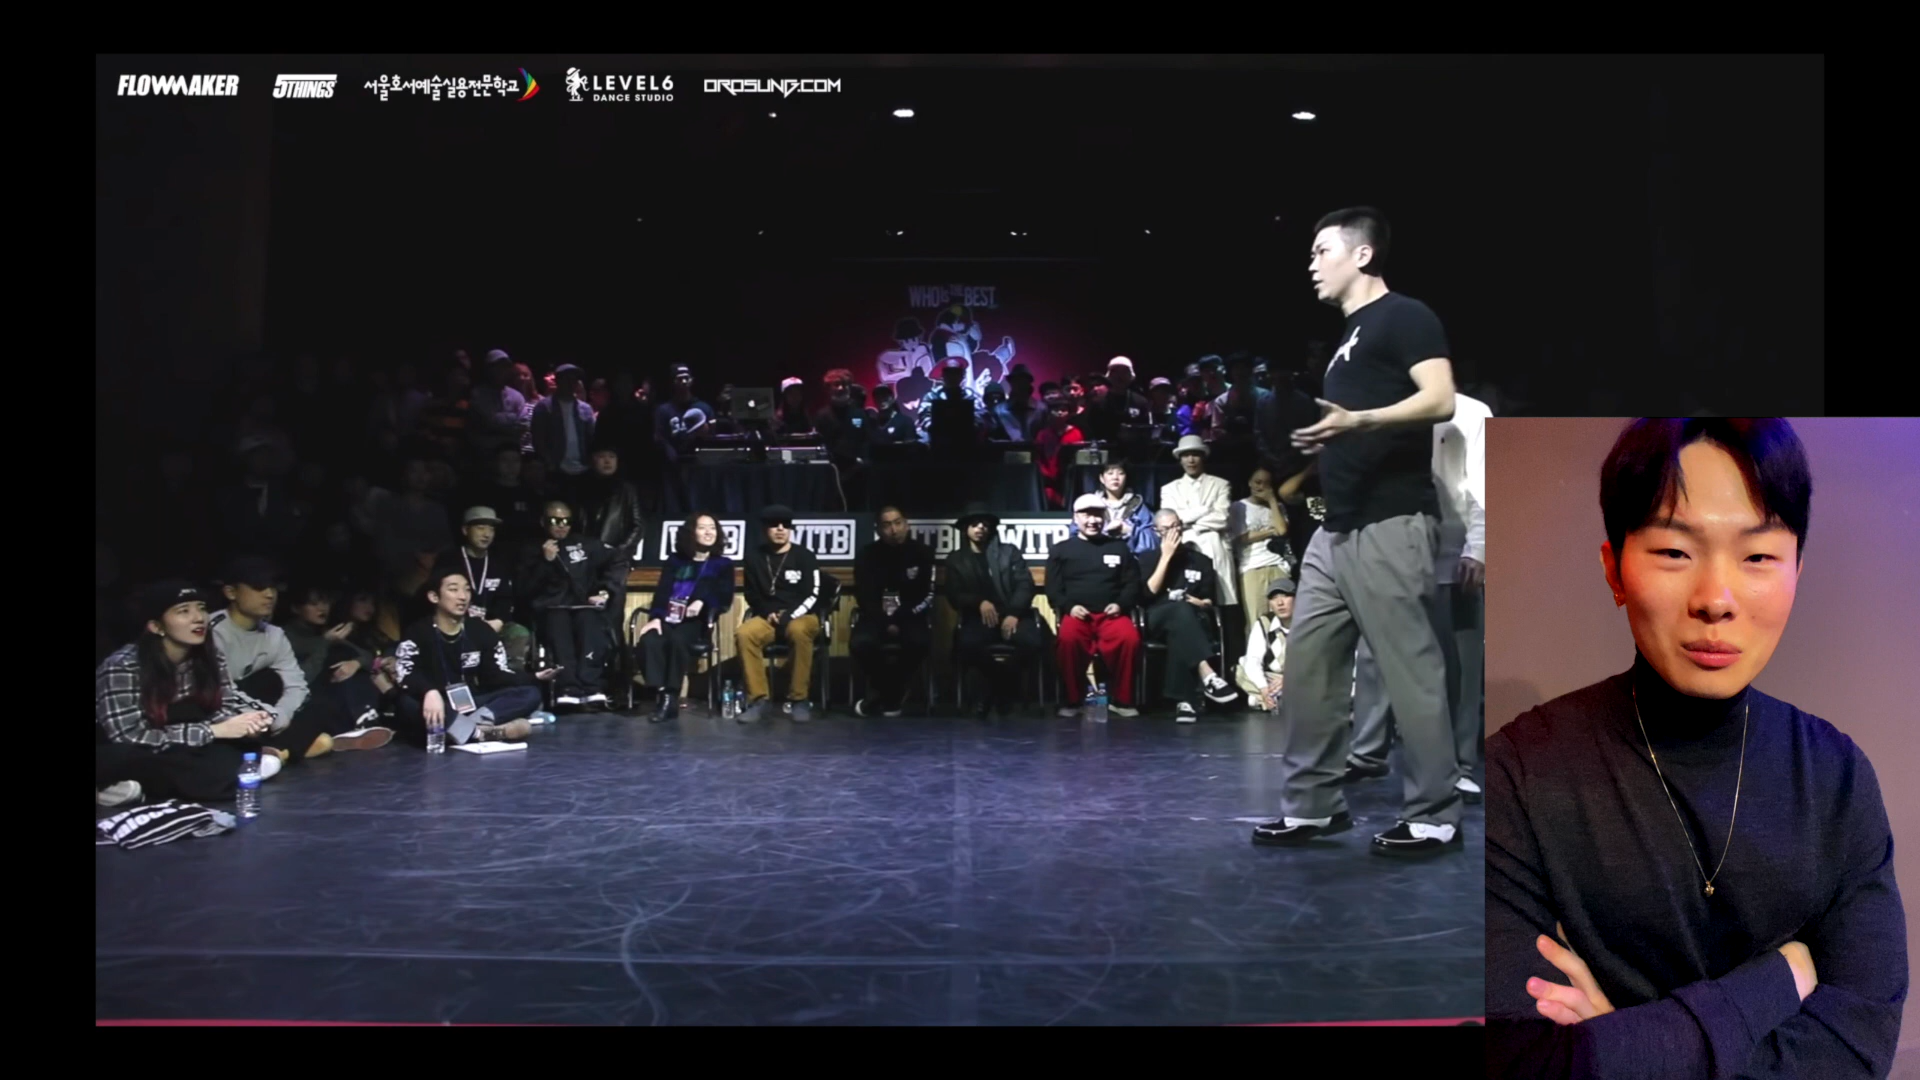 FLOWMAKER
5THINGS
서울호서예술실용전문학교
LEVEL6
DANCE STUDIO
OROSUNG.COM
WHO IS THE BEST
WITB
WITB
WITB